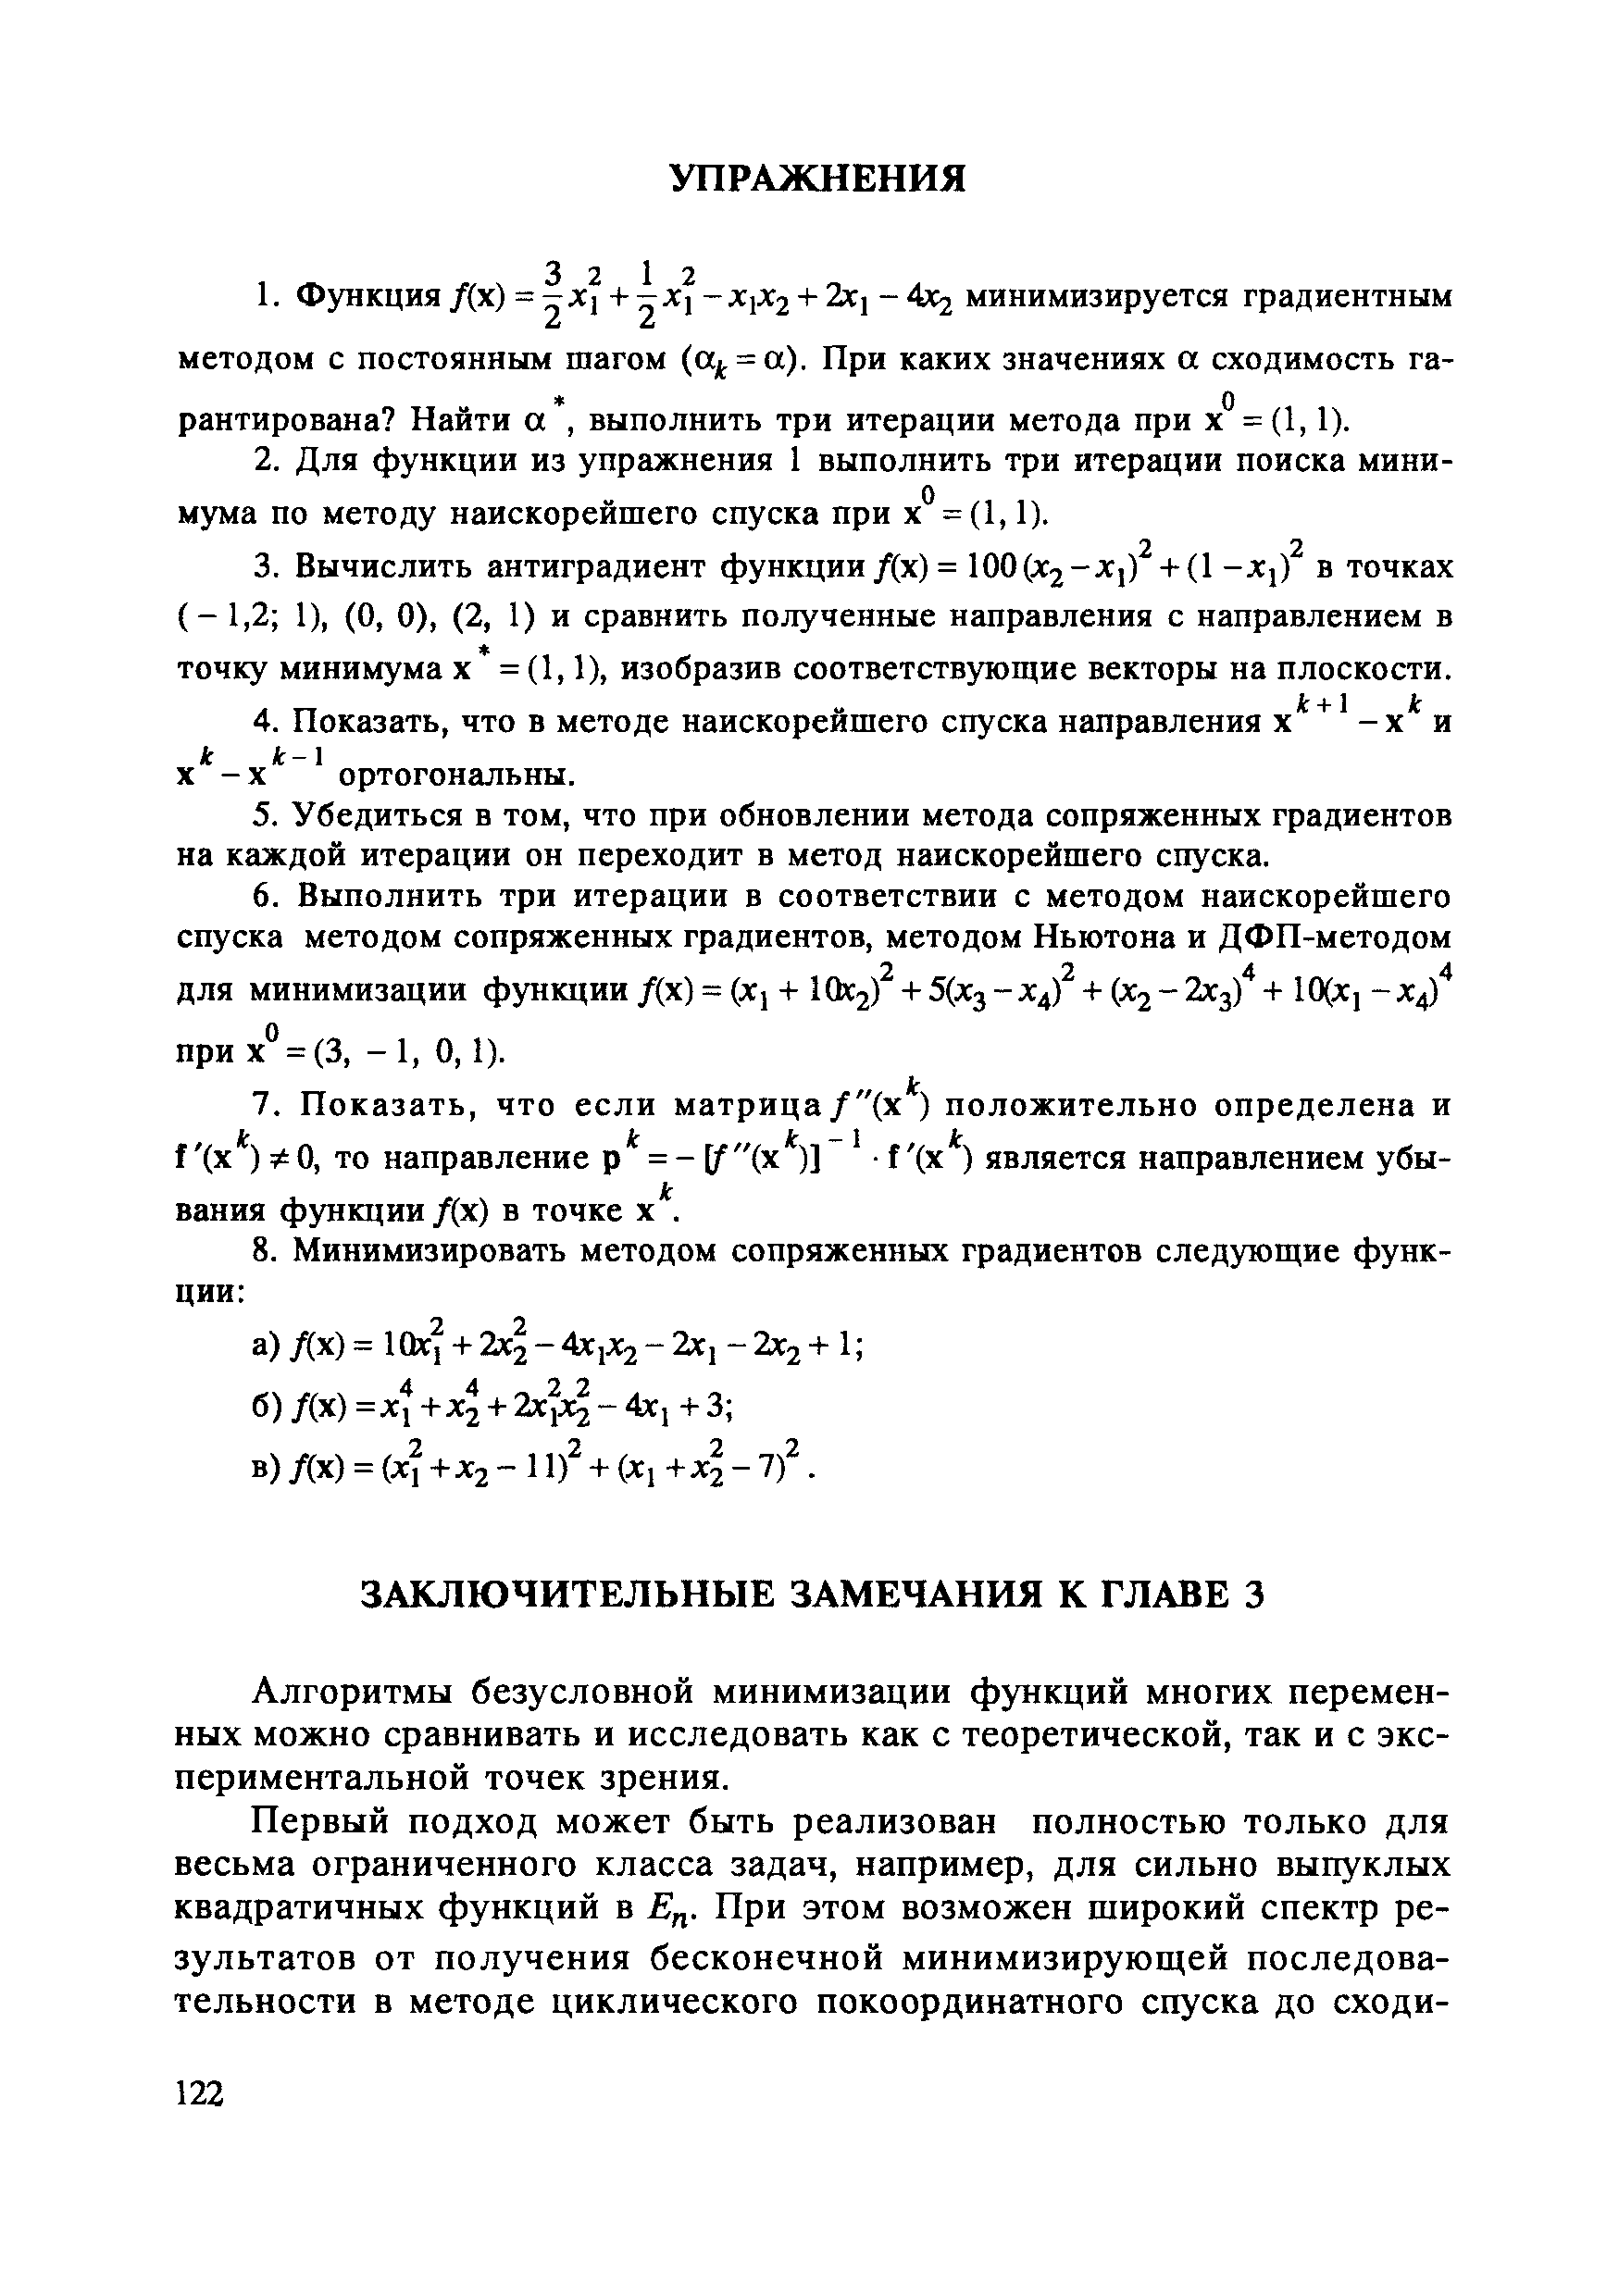 УПРАЖНЕНИЯ
1. Функция f(x) = 3/2 x₁² + 1/2 x₁² − x₁x₂ + 2x₁ − 4x₂ минимизируется градиентным
методом с постоянным шагом (αₖ = α). При каких значениях α сходимость га-
рантирована? Найти α*, выполнить три итерации метода при x⁰ = (1, 1).
2. Для функции из упражнения 1 выполнить три итерации поиска мини-
мума по методу наискорейшего спуска при x⁰ = (1, 1).
3. Вычислить антиградиент функции f(x) = 100(x₂ − x₁)² + (1 − x₁)² в точках
(− 1,2; 1), (0, 0), (2, 1) и сравнить полученные направления с направлением в
точку минимума x* = (1, 1), изобразив соответствующие векторы на плоскости.
4. Показать, что в методе наискорейшего спуска направления xᵏ⁺¹ − xᵏ и
xᵏ − xᵏ⁻¹ ортогональны.
5. Убедиться в том, что при обновлении метода сопряженных градиентов
на каждой итерации он переходит в метод наискорейшего спуска.
6. Выполнить три итерации в соответствии с методом наискорейшего
спуска методом сопряженных градиентов, методом Ньютона и ДФП-методом
для минимизации функции f(x) = (x₁ + 10x₂)² + 5(x₃ − x₄)² + (x₂ − 2x₃)⁴ + 10(x₁ − x₄)⁴
при x⁰ = (3, − 1, 0, 1).
7. Показать, что если матрица f″(xᵏ) положительно определена и
f′(xᵏ) ≠ 0, то направление pᵏ = − [f″(xᵏ)]⁻¹ · f′(xᵏ) является направлением убы-
вания функции f(x) в точке xᵏ.
8. Минимизировать методом сопряженных градиентов следующие функ-
ции:
а) f(x) = 10x₁² + 2x₂² − 4x₁x₂ − 2x₁ − 2x₂ + 1;
б) f(x) = x₁⁴ + x₂⁴ + 2x₁²x₂² − 4x₁ + 3;
в) f(x) = (x₁² + x₂ − 11)² + (x₁ + x₂² − 7)².
ЗАКЛЮЧИТЕЛЬНЫЕ ЗАМЕЧАНИЯ К ГЛАВЕ 3
Алгоритмы безусловной минимизации функций многих перемен-
ных можно сравнивать и исследовать как с теоретической, так и с экс-
периментальной точек зрения.
Первый подход может быть реализован полностью только для
весьма ограниченного класса задач, например, для сильно выпуклых
квадратичных функций в Eₙ. При этом возможен широкий спектр ре-
зультатов от получения бесконечной минимизирующей последова-
тельности в методе циклического покоординатного спуска до сходи-
122